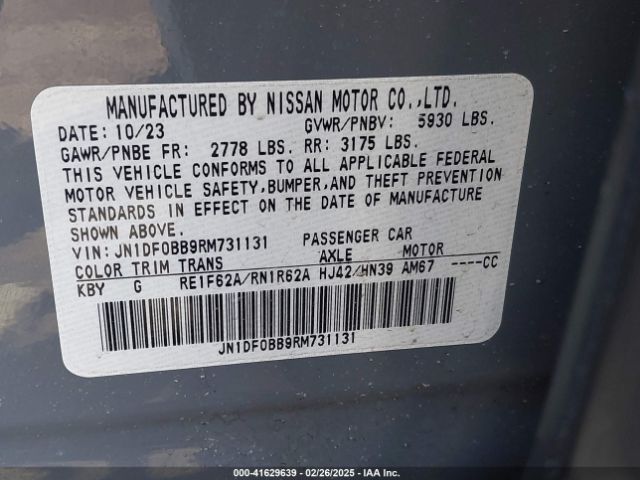 MANUFACTURED BY NISSAN MOTOR CO.,LTD.
DATE: 10/23 GVWR/PNBV: 5930 LBS.
GAWR/PNBE FR: 2778 LBS. RR: 3175 LBS.
THIS VEHICLE CONFORMS TO ALL APPLICABLE FEDERAL
MOTOR VEHICLE SAFETY,BUMPER,AND THEFT PREVENTION
STANDARDS IN EFFECT ON THE DATE OF MANUFACTURE
SHOWN ABOVE.
VIN: JN1DF0BB9RM731131 PASSENGER CAR
COLOR TRIM TRANS AXLE MOTOR
KBY G RE1F62A/RN1R62A HJ42/HN39 AM67 ----CC
JN1DF0BB9RM731131
000-41629639 / 02/26/2025 - IAA Inc.